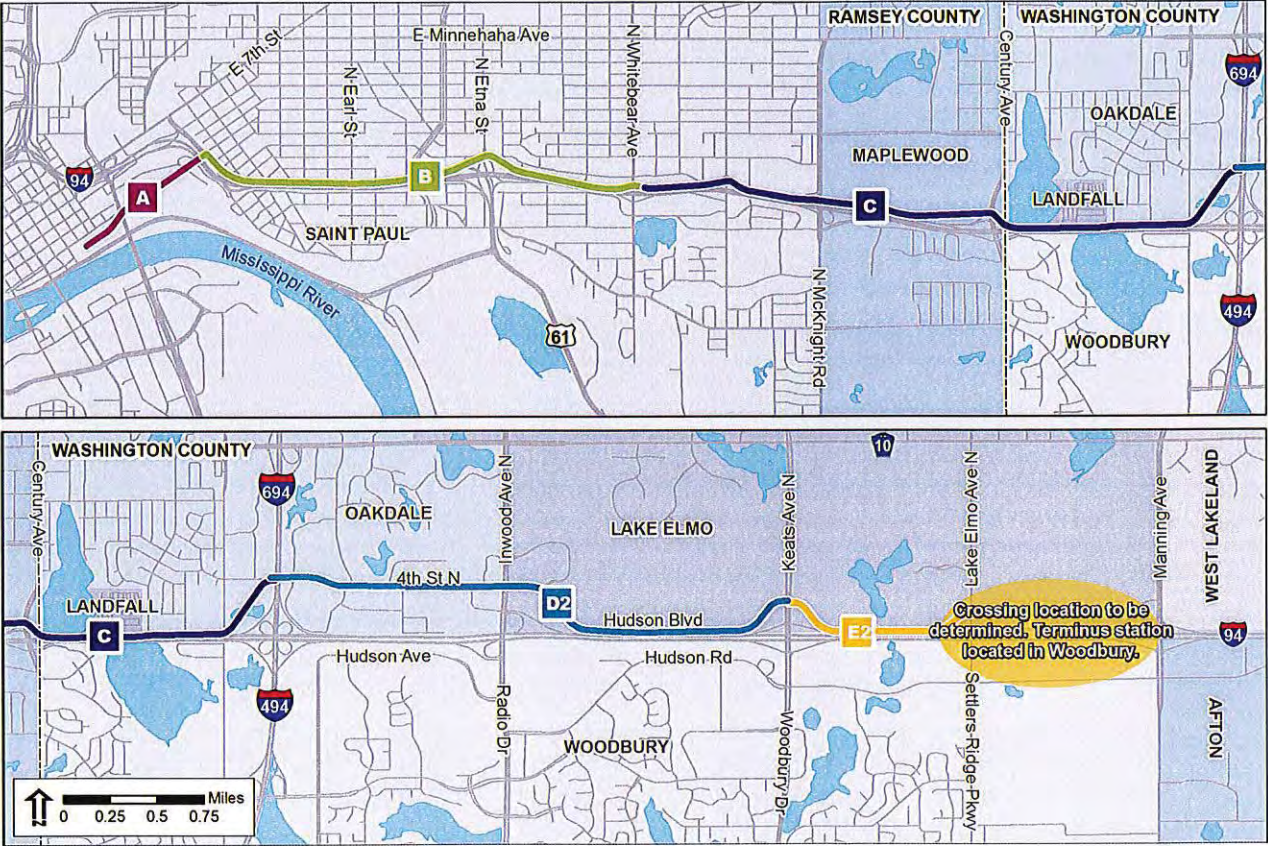 RAMSEY COUNTY
WASHINGTON COUNTY
E 7th St
E Minnehaha Ave
N Earl St
N Etna St
N Whitebear Ave
Century Ave
694
OAKDALE
94
A
B
MAPLEWOOD
C
LANDFALL
SAINT PAUL
Mississippi River
61
N McKnight Rd
494
WOODBURY
WASHINGTON COUNTY
Century Ave
694
OAKDALE
Inwood Ave N
LAKE ELMO
Keats Ave N
10
Lake Elmo Ave N
Manning Ave
WEST LAKELAND
4th St N
LANDFALL
C
D2
Hudson Blvd
E2
Crossing location to be
determined. Terminus station
located in Woodbury.
94
Hudson Ave
Hudson Rd
494
Radio Dr
WOODBURY
Woodbury Dr
Settlers Ridge Pkwy
AFTON
N
Miles
0 0.25 0.5 0.75